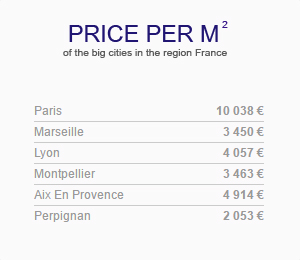 PRICE PER M²
of the big cities in the region France
Paris 10 038 €
Marseille 3 450 €
Lyon 4 057 €
Montpellier 3 463 €
Aix En Provence 4 914 €
Perpignan 2 053 €